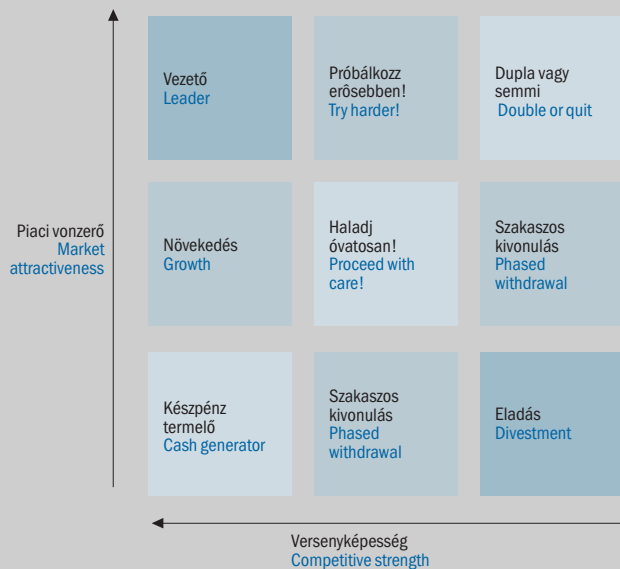 Vezető
Leader
Próbálkozz
erôsebben!
Try harder!
Dupla vagy
semmi
Double or quit
Piaci vonzerő
Market
attractiveness
Növekedés
Growth
Haladj
óvatosan!
Proceed with
care!
Szakaszos
kivonulás
Phased
withdrawal
Készpénz
termelő
Cash generator
Szakaszos
kivonulás
Phased
withdrawal
Eladás
Divestment
Versenyképesség
Competitive strength